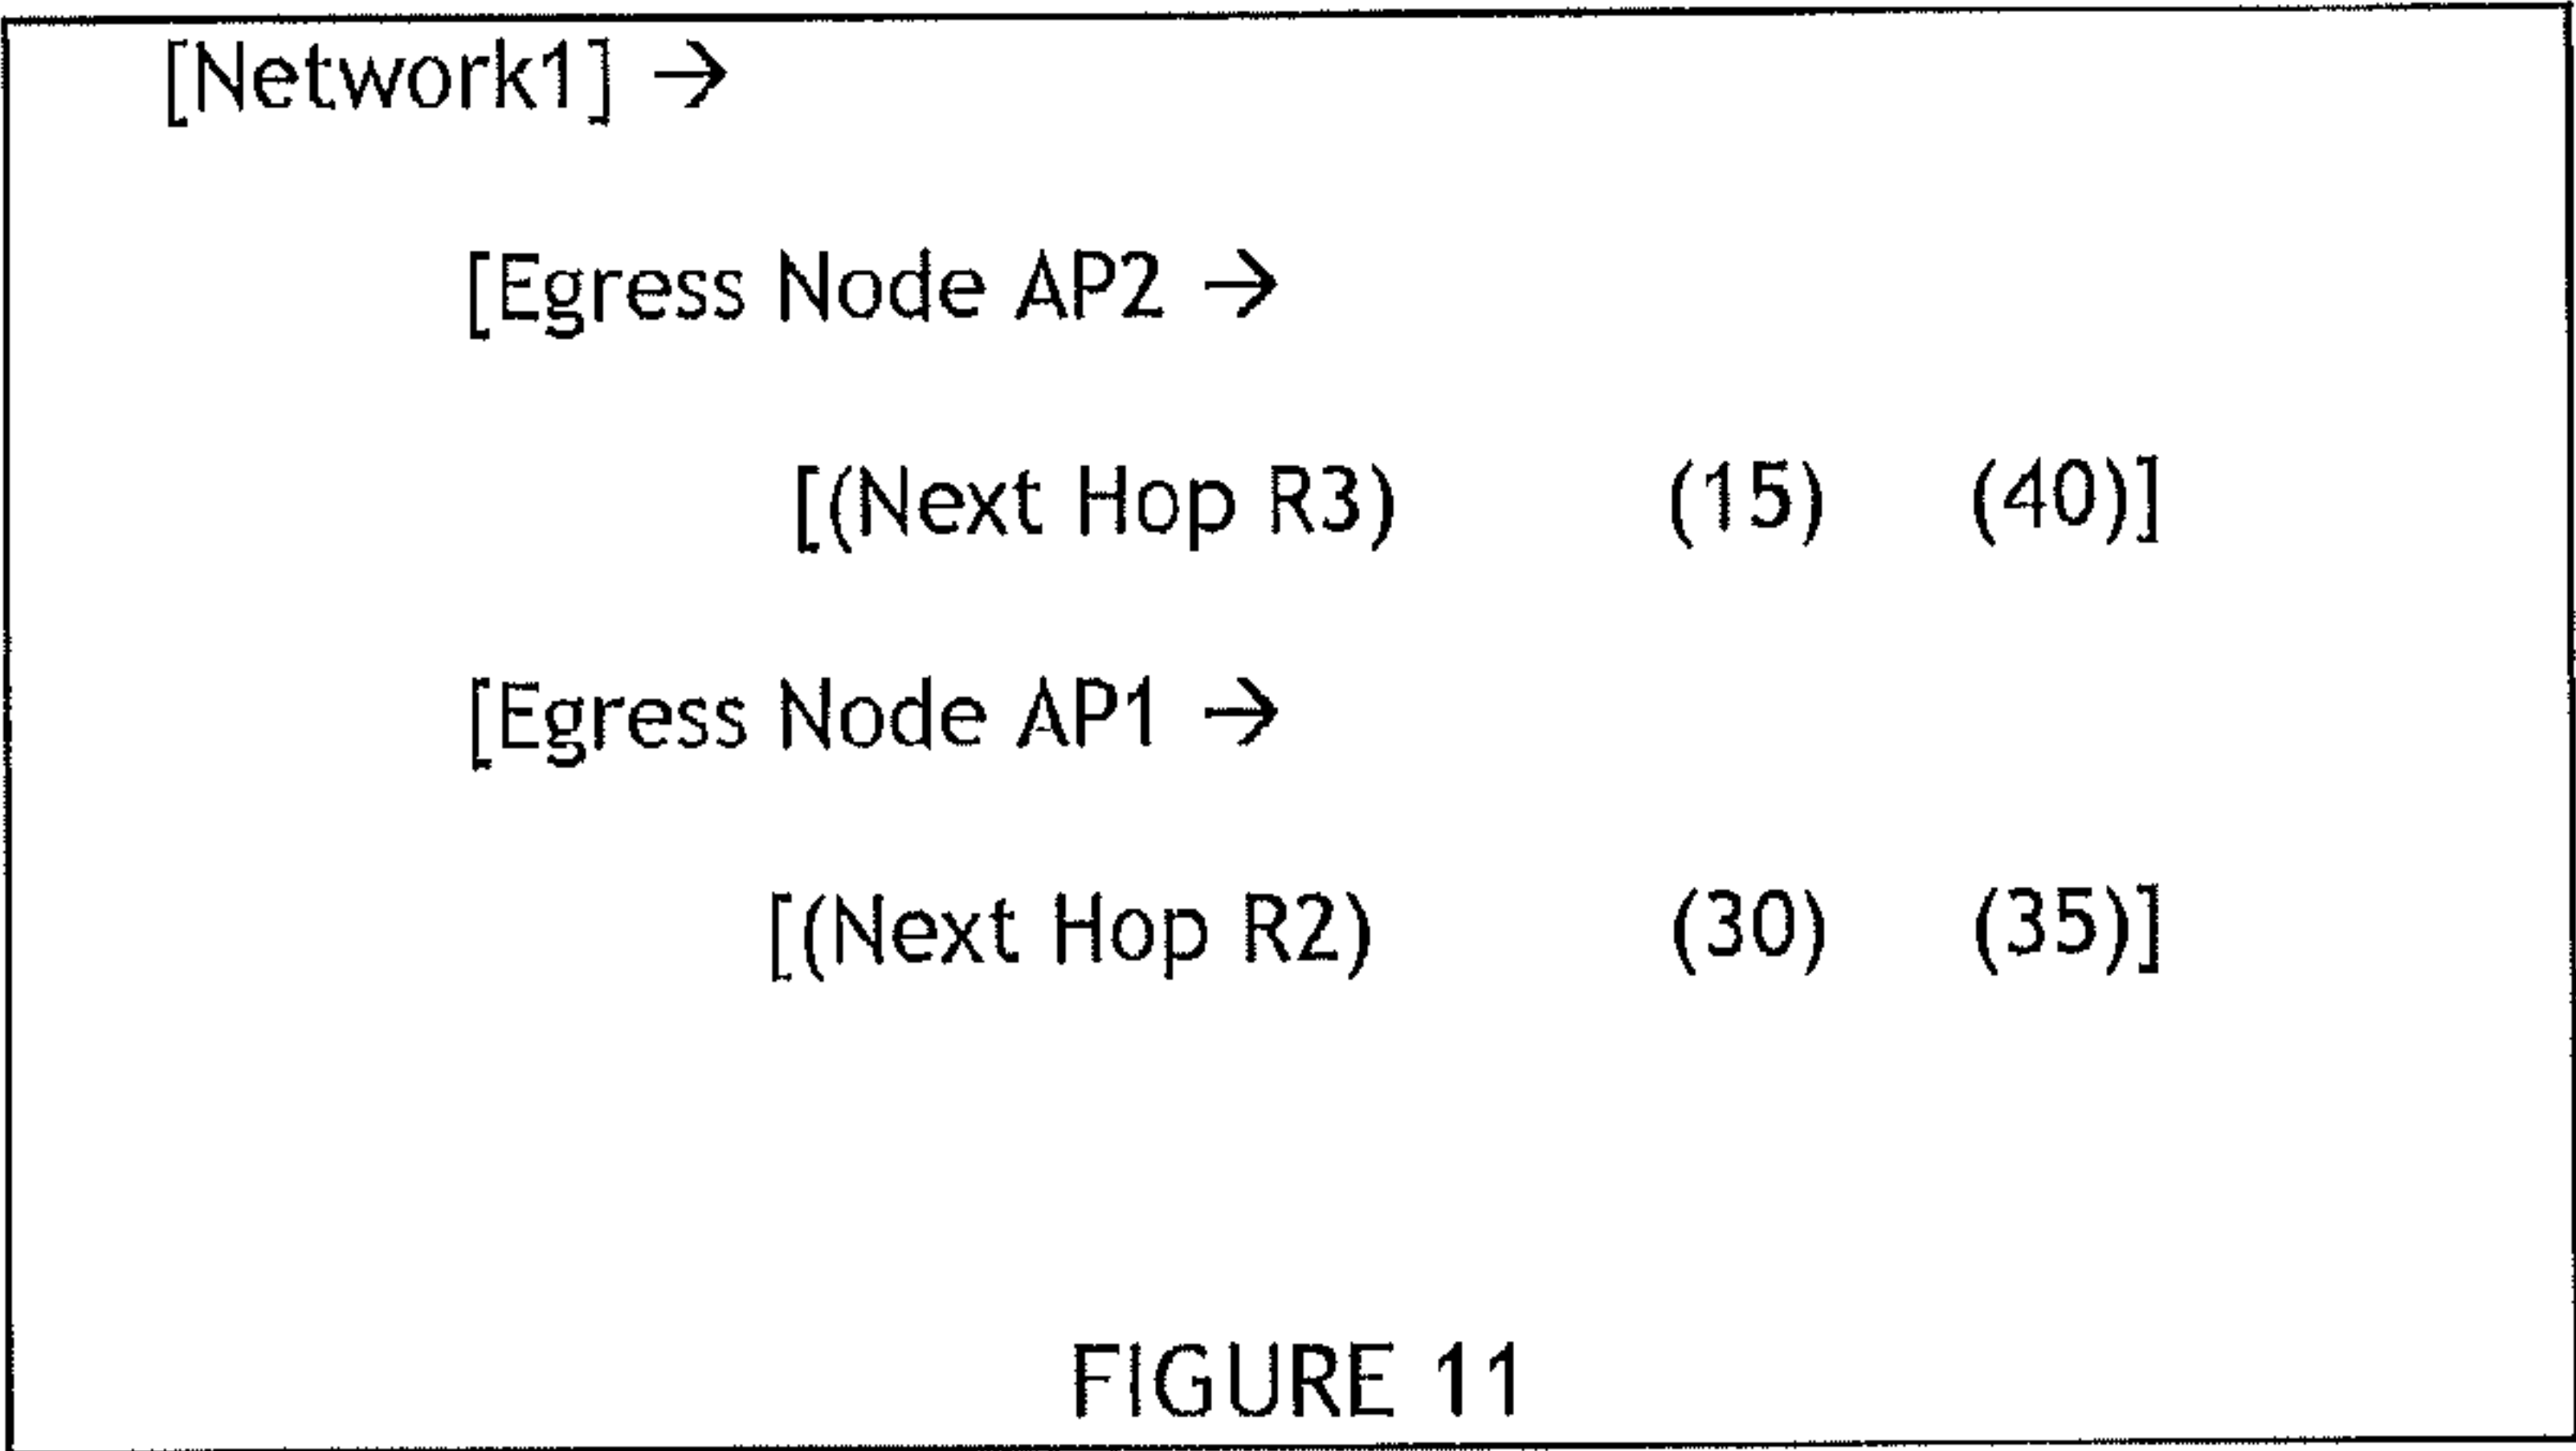 [Network1] →
[Egress Node AP2 →
[(Next Hop R3) (15) (40)]
[Egress Node AP1 →
[(Next Hop R2) (30) (35)]
FIGURE 11